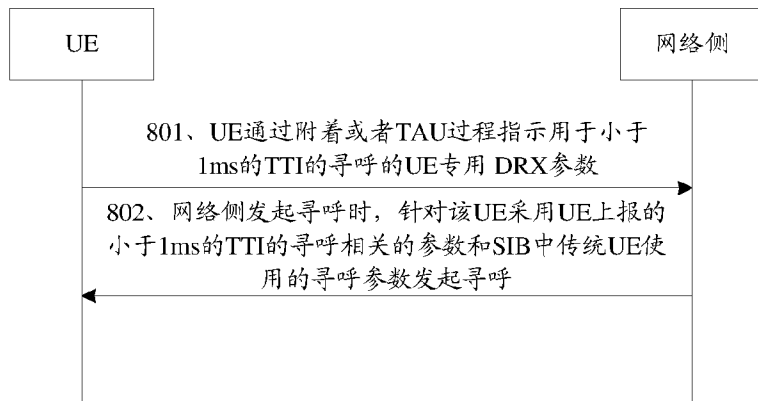 UE
网络侧
801、UE通过附着或者TAU过程指示用于小于
1ms的TTI的寻呼的UE专用 DRX参数
802、网络侧发起寻呼时，针对该UE采用UE上报的
小于1ms的TTI的寻呼相关的参数和SIB中传统UE使
用的寻呼参数发起寻呼